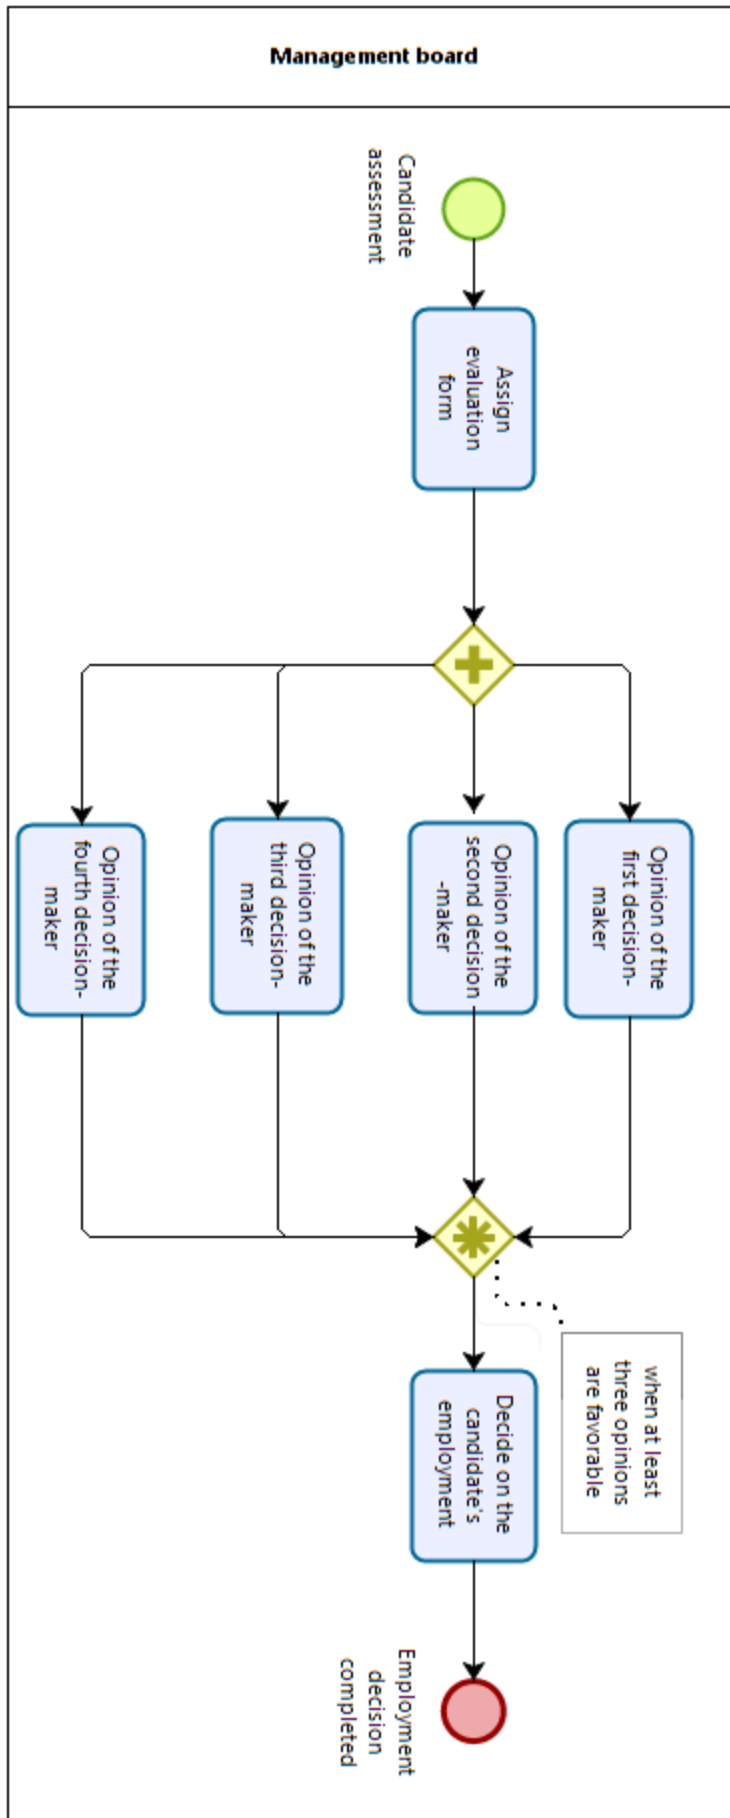 Management board
Candidate
assessment
Assign
evaluation
form
Opinion of the
first decision-
maker
Opinion of the
second decision
-maker
Opinion of the
third decision-
maker
Opinion of the
fourth decision-
maker
when at least
three opinions
are favorable
Decide on the
candidate's
employment
Employment
decision
completed